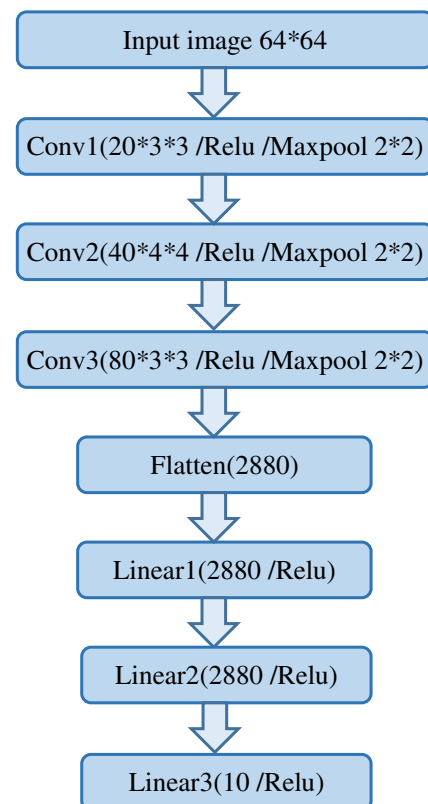 Input image 64*64
Conv1(20*3*3 /Relu /Maxpool 2*2)
Conv2(40*4*4 /Relu /Maxpool 2*2)
Conv3(80*3*3 /Relu /Maxpool 2*2)
Flatten(2880)
Linear1(2880 /Relu)
Linear2(2880 /Relu)
Linear3(10 /Relu)